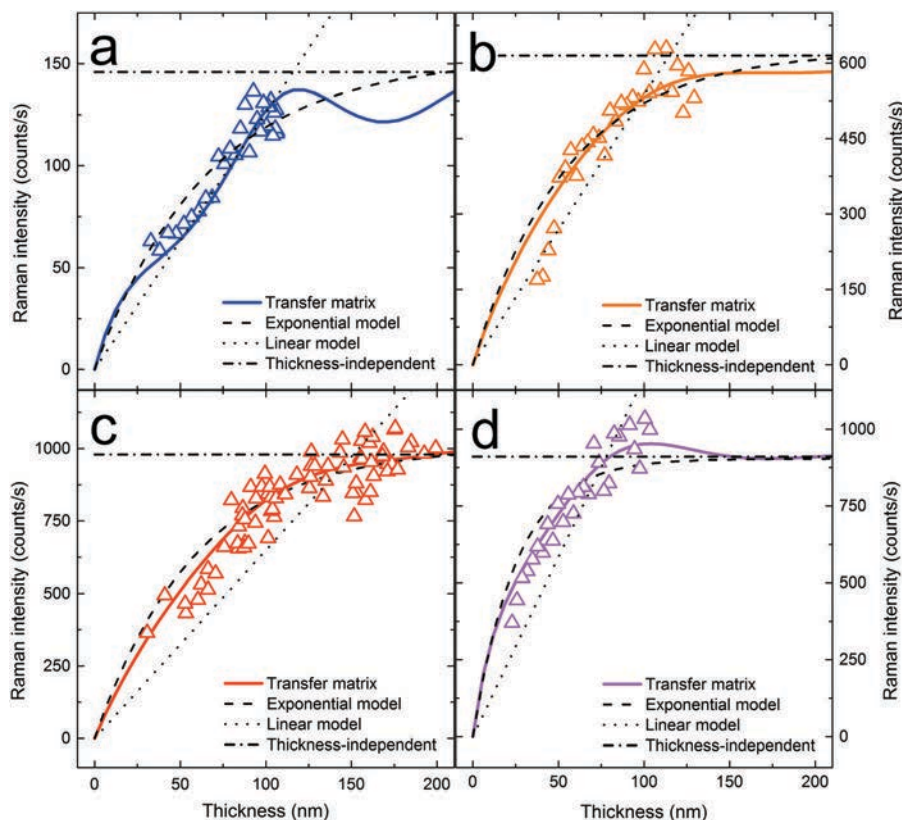 a
Raman intensity (counts/s)
150
100
50
0
Transfer matrix
Exponential model
Linear model
Thickness-independent
b
Raman intensity (counts/s)
600
450
300
150
0
Transfer matrix
Exponential model
Linear model
Thickness-independent
c
Raman intensity (counts/s)
1000
750
500
250
0
Transfer matrix
Exponential model
Linear model
Thickness-independent
0 50 100 150 200
Thickness (nm)
d
Raman intensity (counts/s)
1000
750
500
250
0
Transfer matrix
Exponential model
Linear model
Thickness-independent
0 50 100 150 200
Thickness (nm)